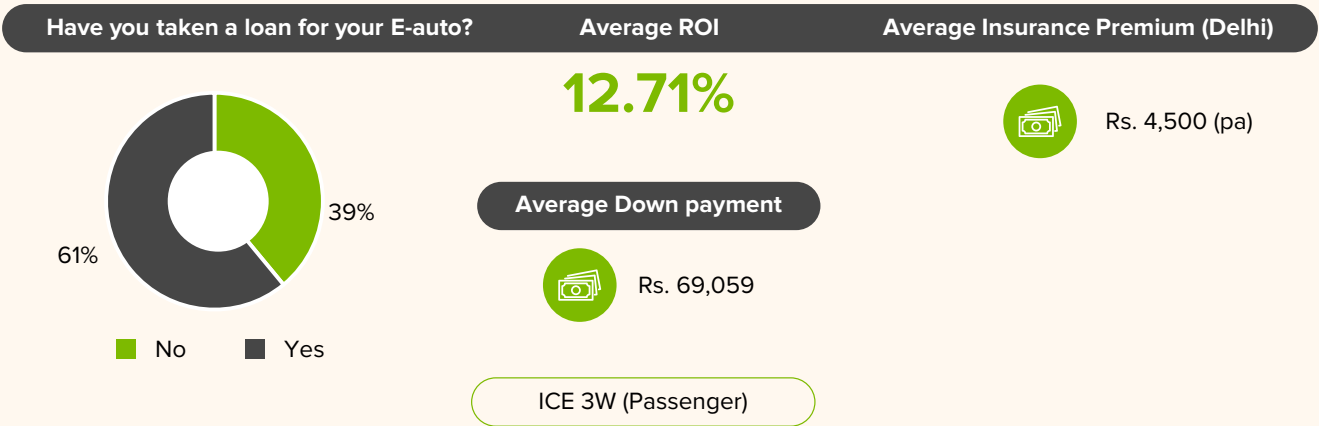 Have you taken a loan for your E-auto?
Average ROI
Average Insurance Premium (Delhi)
12.71%
Rs. 4,500 (pa)
39%
61%
Average Down payment
Rs. 69,059
No
Yes
ICE 3W (Passenger)